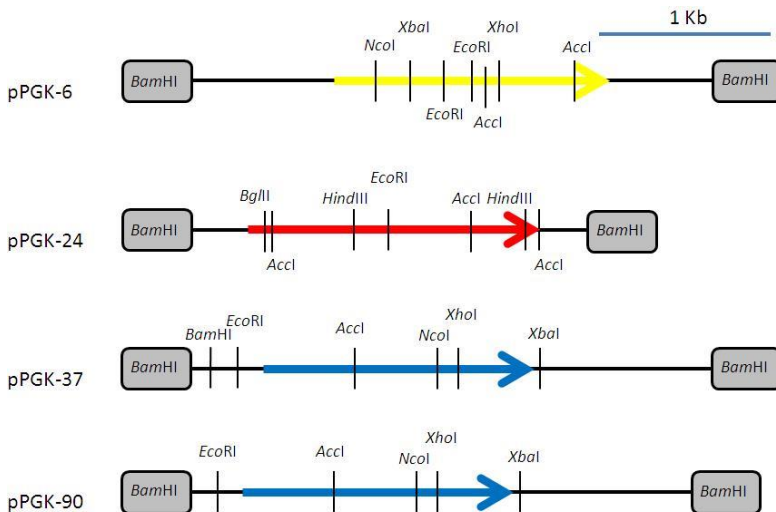 1 Kb
XbaI XhoI
NcoI EcoRI AccI
pPGK-6 BamHI BamHI
EcoRI AccI
EcoRI
BglII HindIII AccI HindIII
pPGK-24 BamHI BamHI
AccI AccI
EcoRI XhoI
BamHI AccI NcoI XbaI
pPGK-37 BamHI BamHI
XhoI
EcoRI AccI NcoI XbaI
pPGK-90 BamHI BamHI